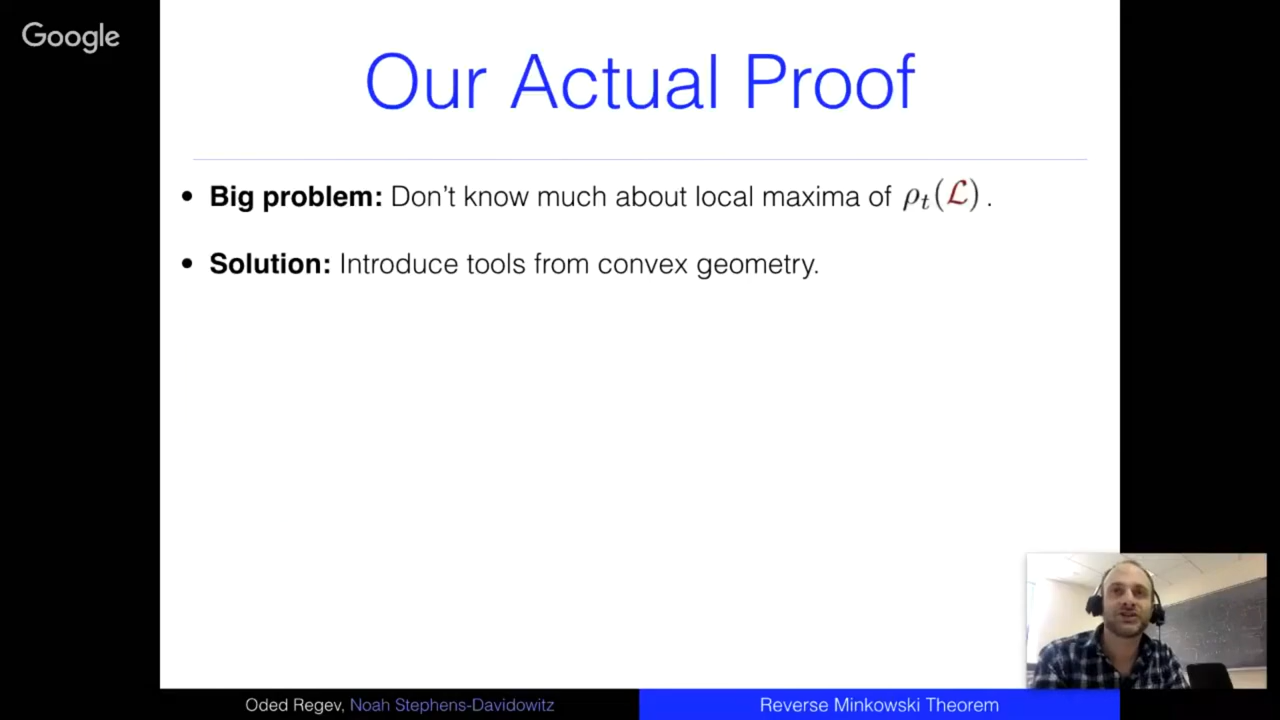 Google
Our Actual Proof
• Big problem: Don't know much about local maxima of ρₜ(ℒ) .
• Solution: Introduce tools from convex geometry.
Oded Regev, Noah Stephens-Davidowitz
Reverse Minkowski Theorem